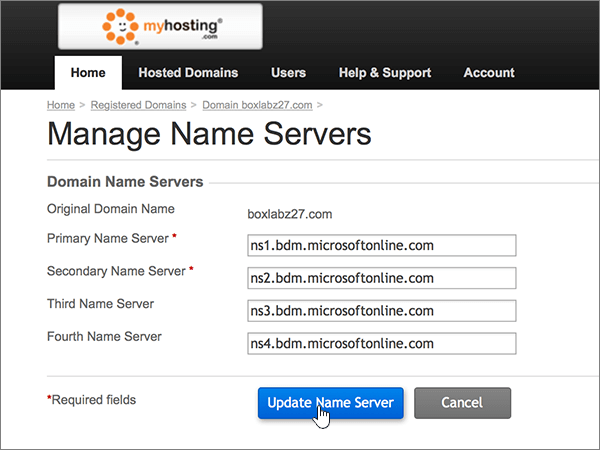 myhosting®
.com
Home Hosted Domains Users Help & Support Account
Home > Registered Domains > Domain boxlabz27.com >
Manage Name Servers
Domain Name Servers
Original Domain Name boxlabz27.com
Primary Name Server * ns1.bdm.microsoftonline.com
Secondary Name Server * ns2.bdm.microsoftonline.com
Third Name Server ns3.bdm.microsoftonline.com
Fourth Name Server ns4.bdm.microsoftonline.com
*Required fields Update Name Server Cancel